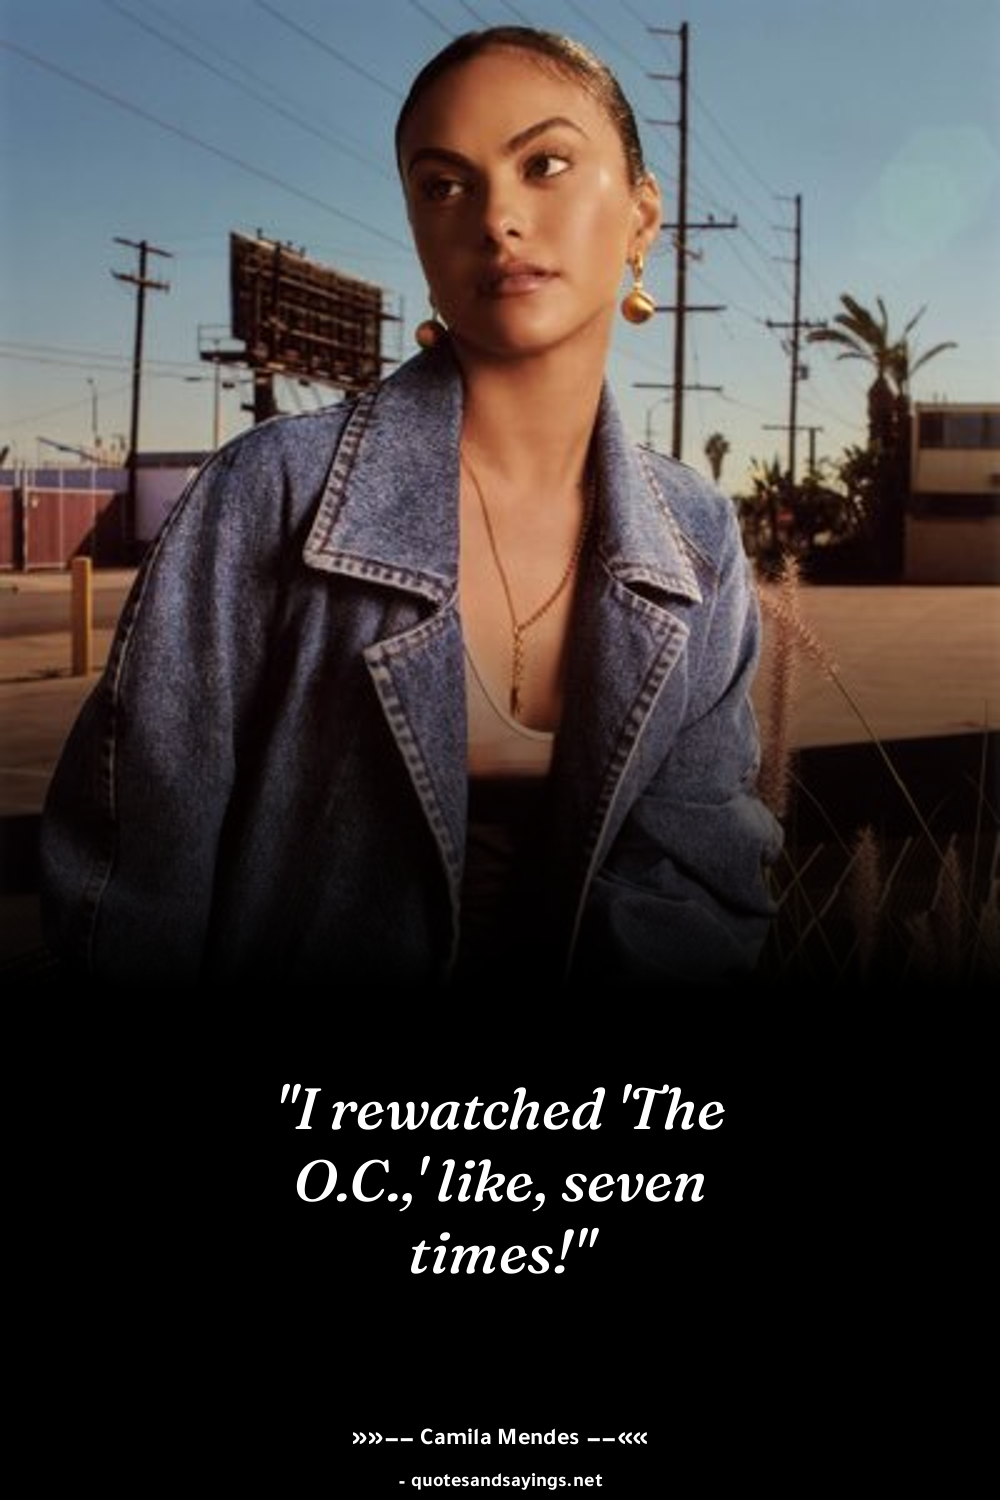 "I rewatched 'The
O.C.,' like, seven
times!"
»»–– Camila Mendes ––««
- quotesandsayings.net